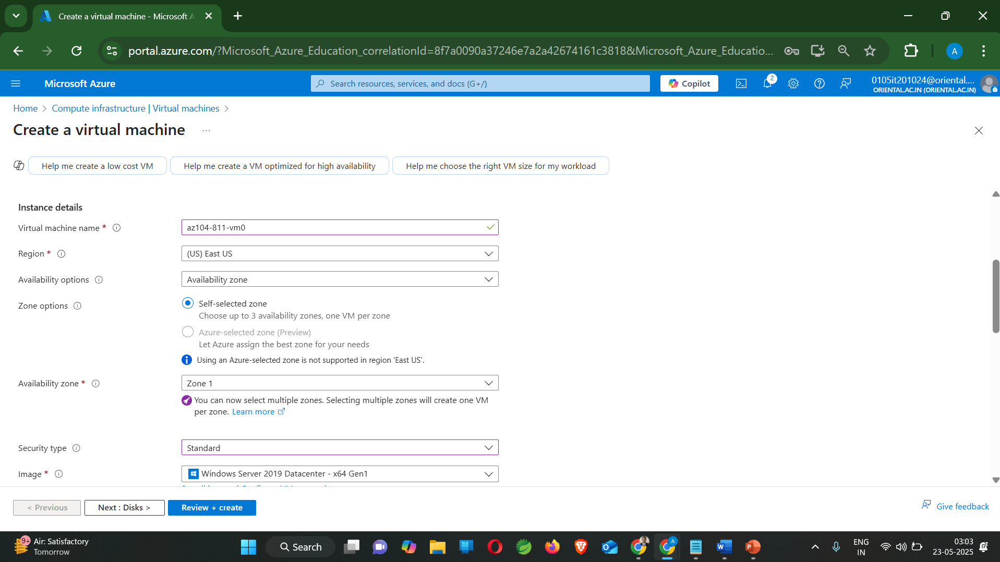 Create a virtual machine - Microsoft A
portal.azure.com/?Microsoft_Azure_Education_correlationId=8f7a0090a37246e7a2a42674161c3818&Microsoft_Azure_Educatio...
A
Microsoft Azure
Search resources, services, and docs (G+/)
Copilot
2
0105it201024@oriental....
ORIENTAL.AC.IN (ORIENTAL.AC.IN)
Home > Compute infrastructure | Virtual machines >
Create a virtual machine ...
Help me create a low cost VM
Help me create a VM optimized for high availability
Help me choose the right VM size for my workload
Instance details
Virtual machine name *
az104-811-vm0
Region *
(US) East US
Availability options
Availability zone
Zone options
Self-selected zone
Choose up to 3 availability zones, one VM per zone
Azure-selected zone (Preview)
Let Azure assign the best zone for your needs
Using an Azure-selected zone is not supported in region 'East US'.
Availability zone *
Zone 1
You can now select multiple zones. Selecting multiple zones will create one VM
per zone. Learn more
Security type
Standard
Image *
Windows Server 2019 Datacenter - x64 Gen1
< Previous
Next : Disks >
Review + create
Give feedback
9+
Air: Satisfactory
Tomorrow
Search
A
ENG
IN
03:03
23-05-2025